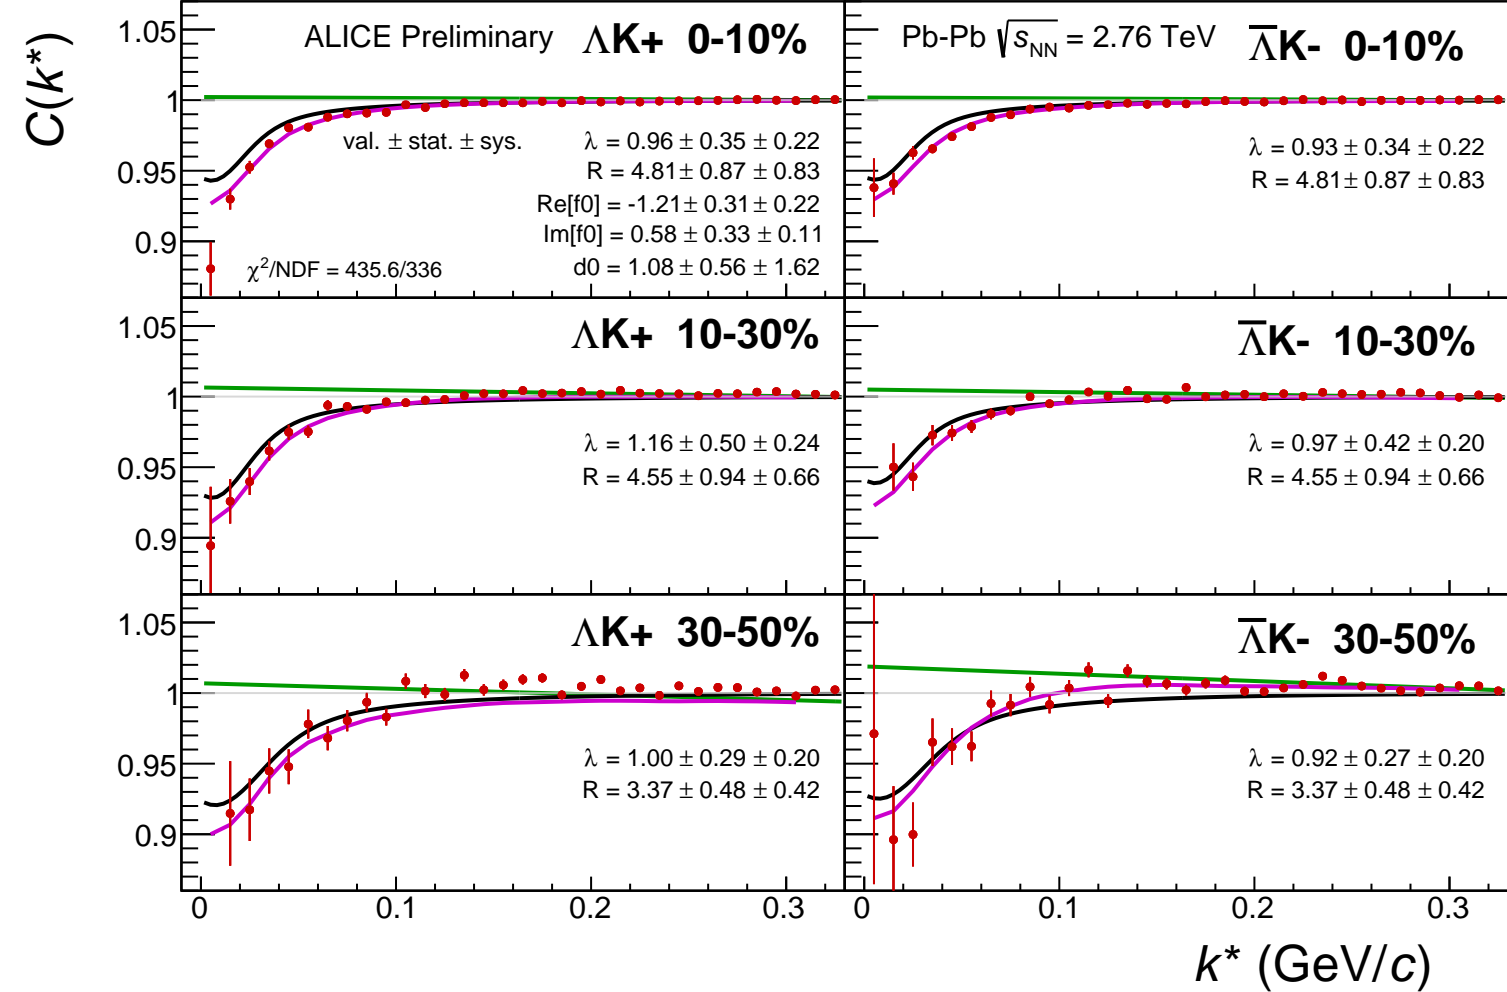 C(k*)
1.05
1
0.95
0.9
ALICE Preliminary ΛK+ 0-10%
val. ± stat. ± sys.
λ = 0.96 ± 0.35 ± 0.22
R = 4.81± 0.87 ± 0.83
Re[f0] = -1.21± 0.31 ± 0.22
Im[f0] = 0.58 ± 0.33 ± 0.11
d0 = 1.08 ± 0.56 ± 1.62
χ²/NDF = 435.6/336
Pb-Pb √s_NN = 2.76 TeV Λ̅K- 0-10%
λ = 0.93 ± 0.34 ± 0.22
R = 4.81± 0.87 ± 0.83
1.05
1
0.95
0.9
ΛK+ 10-30%
λ = 1.16 ± 0.50 ± 0.24
R = 4.55 ± 0.94 ± 0.66
Λ̅K- 10-30%
λ = 0.97 ± 0.42 ± 0.20
R = 4.55 ± 0.94 ± 0.66
1.05
1
0.95
0.9
ΛK+ 30-50%
λ = 1.00 ± 0.29 ± 0.20
R = 3.37 ± 0.48 ± 0.42
Λ̅K- 30-50%
λ = 0.92 ± 0.27 ± 0.20
R = 3.37 ± 0.48 ± 0.42
0 0.1 0.2 0.3 0 0.1 0.2 0.3
k* (GeV/c)